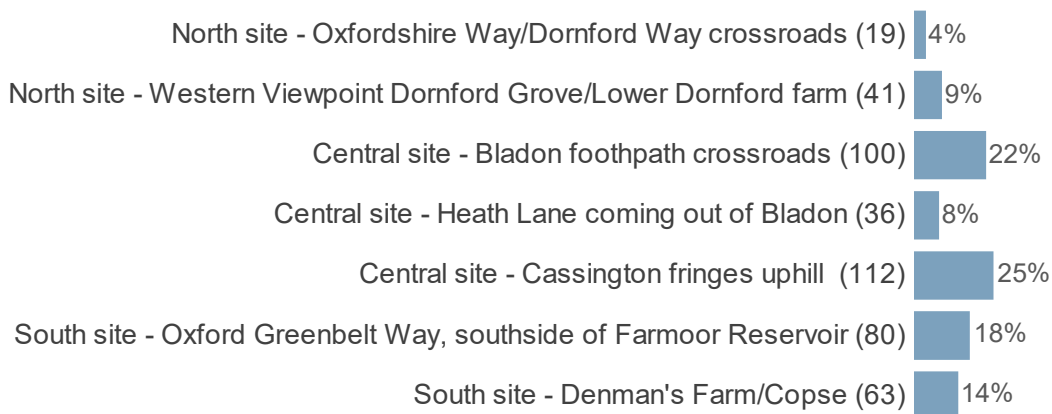 North site - Oxfordshire Way/Dornford Way crossroads (19) 4%
North site - Western Viewpoint Dornford Grove/Lower Dornford farm (41) 9%
Central site - Bladon foothpath crossroads (100) 22%
Central site - Heath Lane coming out of Bladon (36) 8%
Central site - Cassington fringes uphill (112) 25%
South site - Oxford Greenbelt Way, southside of Farmoor Reservoir (80) 18%
South site - Denman's Farm/Copse (63) 14%